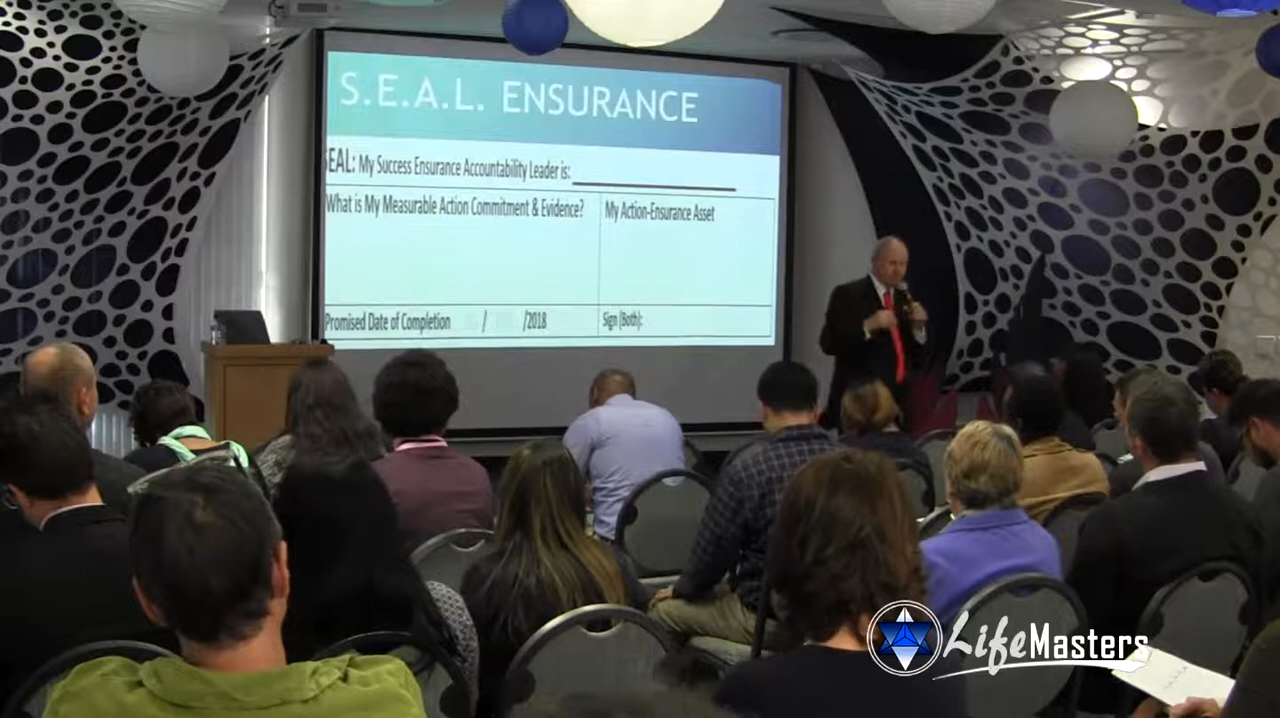 S.E.A.L. ENSURANCE
SEAL: My Success Ensurance Accountability Leader is:
What is My Measurable Action Commitment & Evidence?
My Action-Ensurance Asset
Promised Date of Completion / /2018
Sign (Both):
LifeMasters